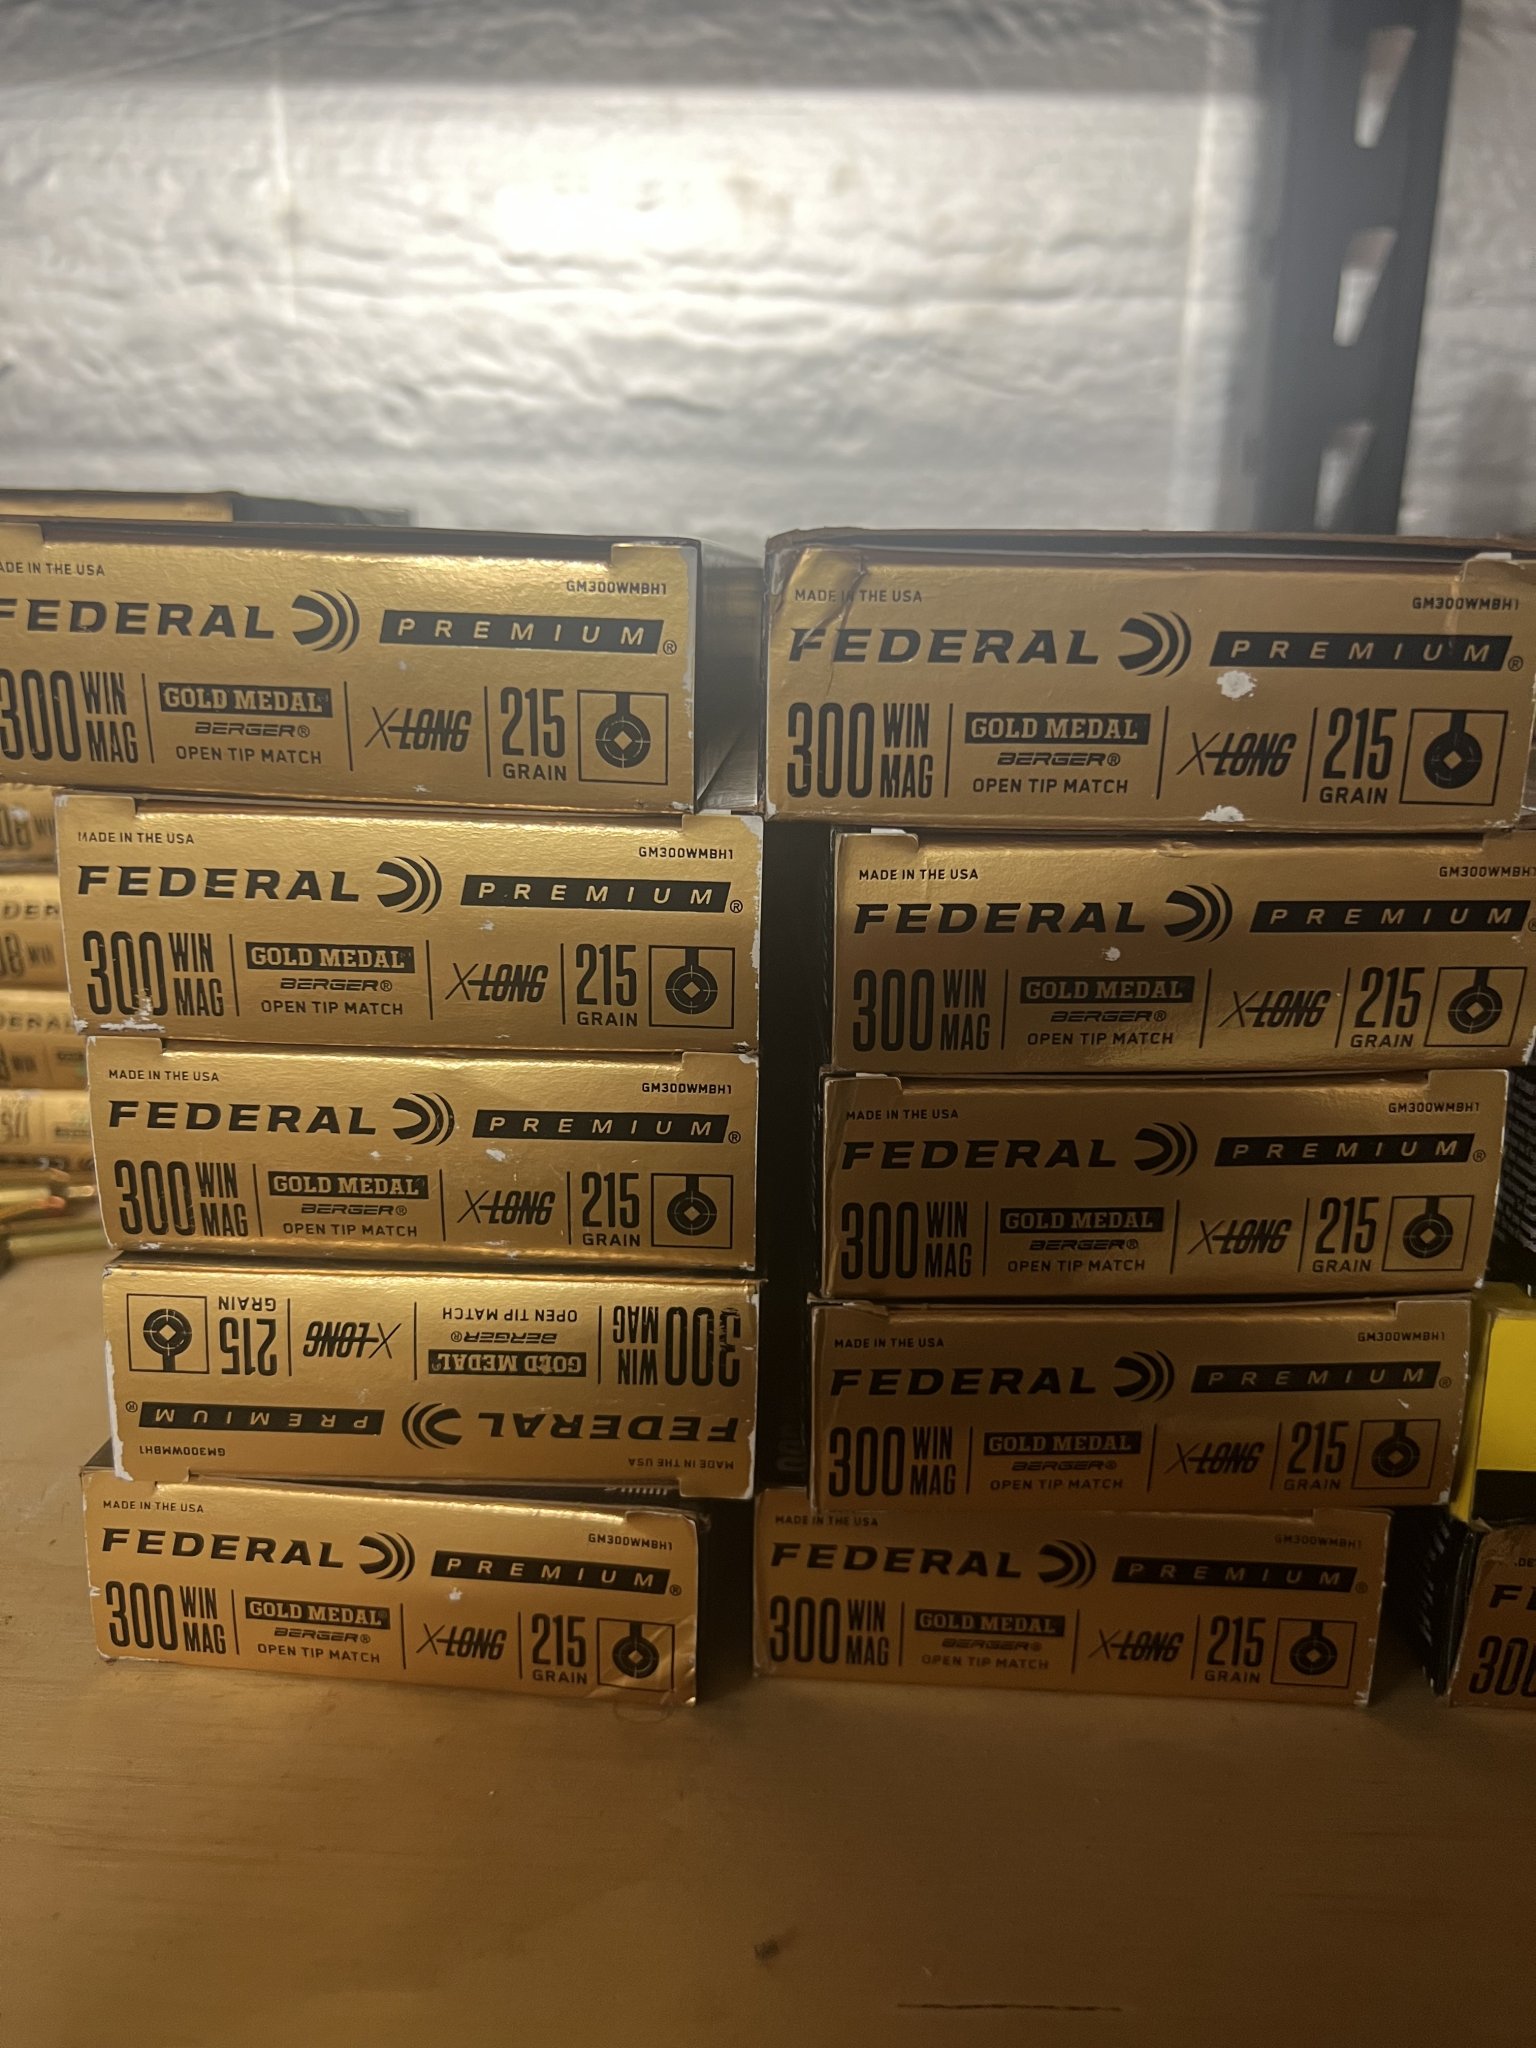 MADE IN THE USA
GM300WMBH1
FEDERAL PREMIUM®
300 WIN MAG
GOLD MEDAL®
BERGER®
OPEN TIP MATCH
X-LONG
215 GRAIN
MADE IN THE USA
GM300WMBH1
FEDERAL PREMIUM®
300 WIN MAG
GOLD MEDAL®
BERGER®
OPEN TIP MATCH
X-LONG
215 GRAIN
MADE IN THE USA
GM300WMBH1
FEDERAL PREMIUM®
300 WIN MAG
GOLD MEDAL®
BERGER®
OPEN TIP MATCH
X-LONG
215 GRAIN
MADE IN THE USA
GM300WMBH1
FEDERAL PREMIUM®
300 WIN MAG
GOLD MEDAL®
BERGER®
OPEN TIP MATCH
X-LONG
215 GRAIN
MADE IN THE USA
GM300WMBH1
FEDERAL PREMIUM®
300 WIN MAG
GOLD MEDAL®
BERGER®
OPEN TIP MATCH
X-LONG
215 GRAIN
MADE IN THE USA
GM300WMBH1
FEDERAL PREMIUM®
300 WIN MAG
GOLD MEDAL®
BERGER®
OPEN TIP MATCH
X-LONG
215 GRAIN
MADE IN THE USA
GM300WMBH1
FEDERAL PREMIUM®
300 WIN MAG
GOLD MEDAL®
BERGER®
OPEN TIP MATCH
X-LONG
215 GRAIN
MADE IN THE USA
GM300WMBH1
FEDERAL PREMIUM®
300 WIN MAG
GOLD MEDAL®
BERGER®
OPEN TIP MATCH
X-LONG
215 GRAIN
MADE IN THE USA
GM300WMBH1
FEDERAL PREMIUM®
300 WIN MAG
GOLD MEDAL®
BERGER®
OPEN TIP MATCH
X-LONG
215 GRAIN
MADE IN THE USA
GM300WMBH1
FEDERAL PREMIUM®
300 WIN MAG
GOLD MEDAL®
BERGER®
OPEN TIP MATCH
X-LONG
215 GRAIN
300